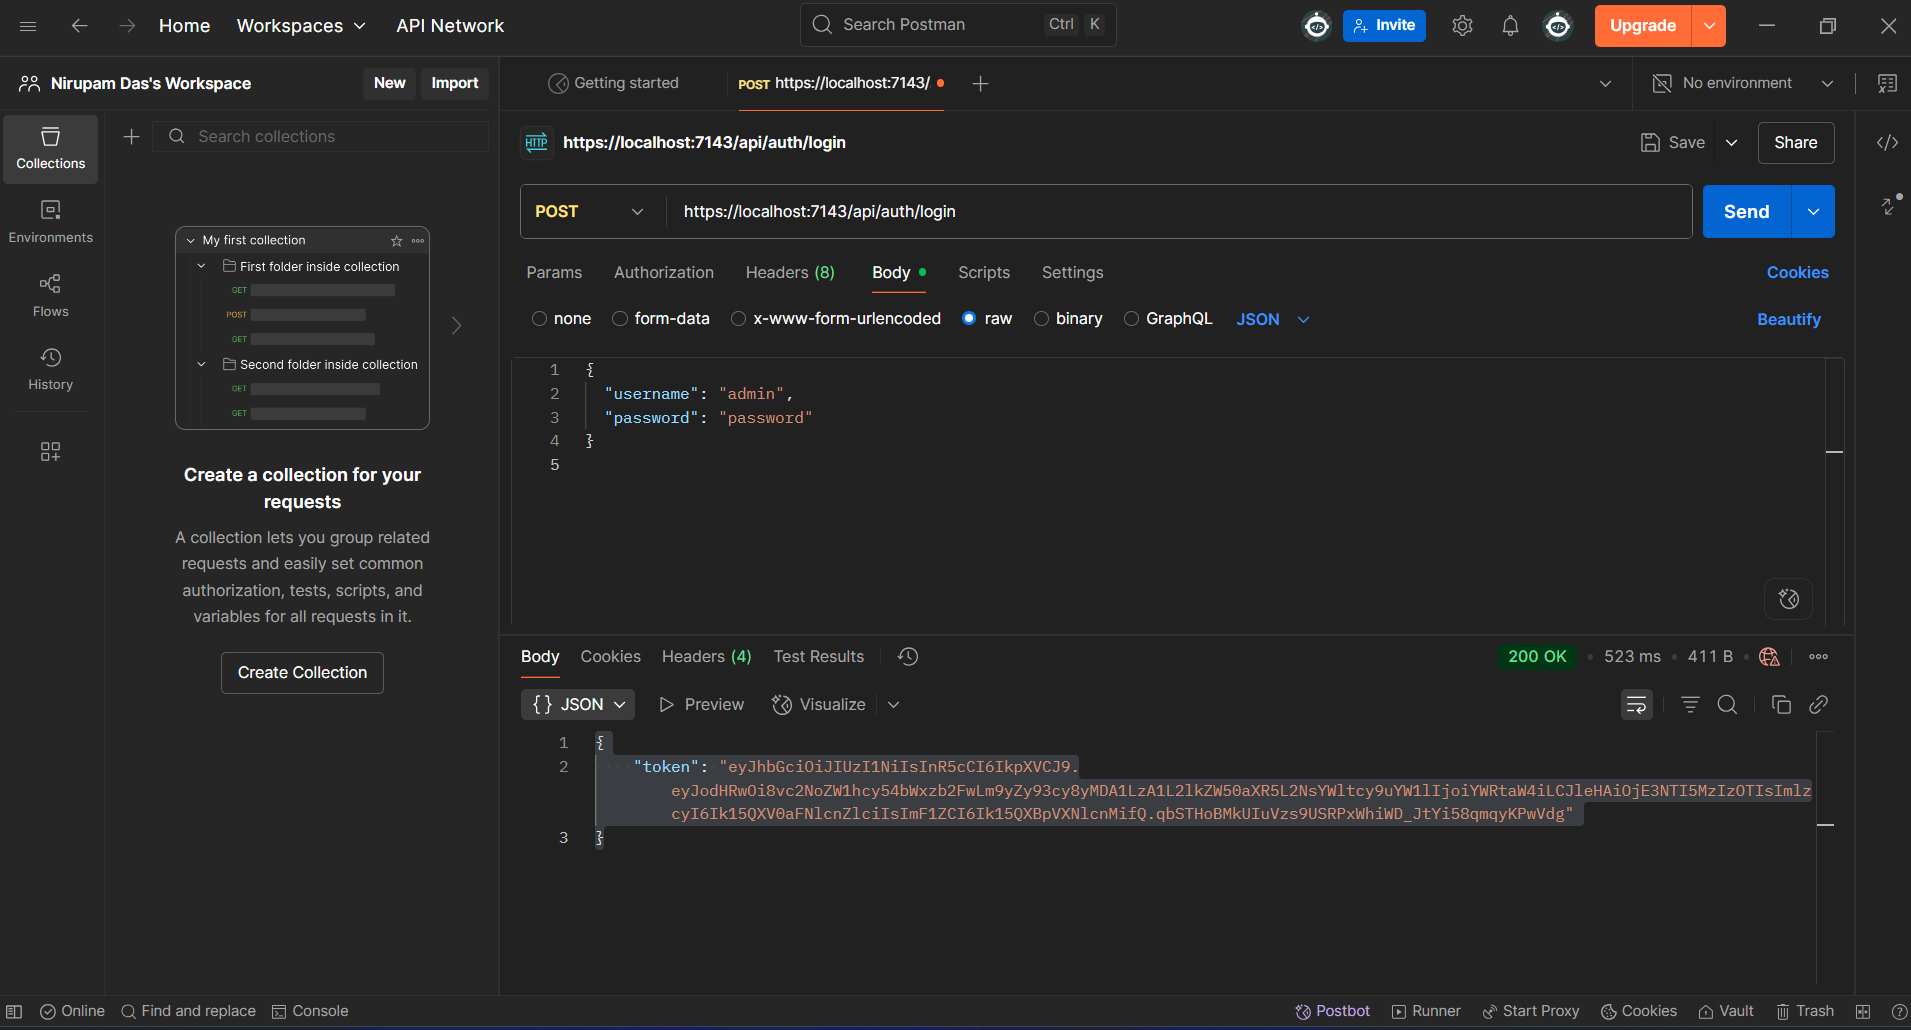 Home Workspaces API Network Search Postman Ctrl K Invite Upgrade
Nirupam Das's Workspace New Import
Getting started POST https://localhost:7143/ No environment
Collections
Environments
Flows
History
Search collections
My first collection
First folder inside collection
GET
POST
GET
Second folder inside collection
GET
GET
Create a collection for your
requests
A collection lets you group related
requests and easily set common
authorization, tests, scripts, and
variables for all requests in it.
Create Collection
HTTP https://localhost:7143/api/auth/login Save Share
POST https://localhost:7143/api/auth/login Send
Params Authorization Headers (8) Body Scripts Settings Cookies
none form-data x-www-form-urlencoded raw binary GraphQL JSON Beautify
1 {
2 "username": "admin",
3 "password": "password"
4 }
5
Body Cookies Headers (4) Test Results 200 OK 523 ms 411 B
{} JSON Preview Visualize
1 {
2 "token": "eyJhbGciOiJIUzI1NiIsInR5cCI6IkpXVCJ9.
eyJodHRwOi8vc2NoZW1hcy54bWxzb2FwLm9yZy93cy8yMDA1LzA1L2lkZW50aXR5L2NsYWltcy9uYW1lIjoiYWRtaW4iLCJleHAiOjE3NTI5MzIzOTIsImlz
cyI6Ik15QXV0aFNlcnZlciIsImF1ZCI6Ik15QXBpVXNlcnMifQ.qbSTHoBMkUIuVzs9USRPxWhiWD_JtYi58qmqyKPwVdg"
3 }
Online Find and replace Console Postbot Runner Start Proxy Cookies Vault Trash